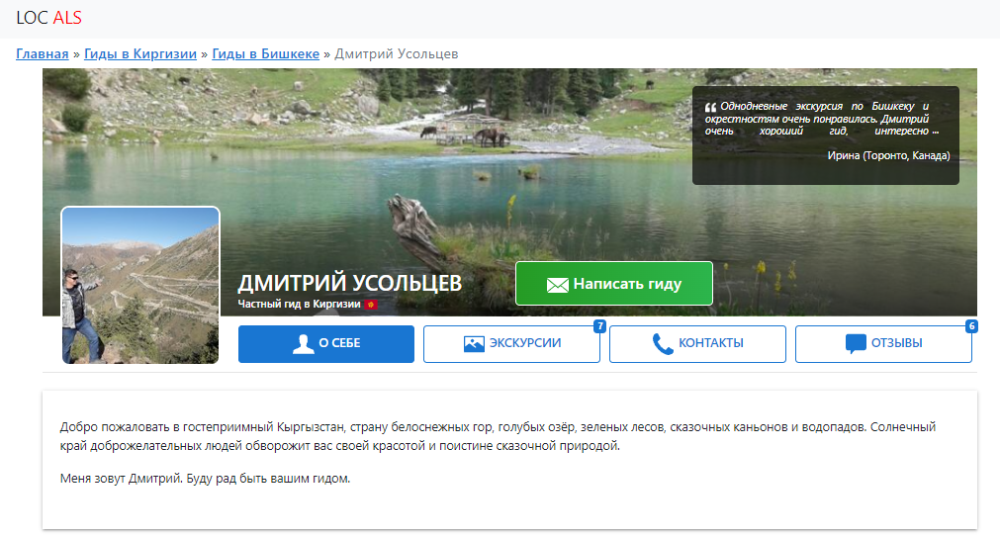 LOC ALS
Главная » Гиды в Киргизии » Гиды в Бишкеке » Дмитрий Усольцев
Однодневные экскурсия по Бишкеку и
окрестностям очень понравилась. Дмитрий
очень хороший гид, интересно ...
Ирина (Торонто, Канада)
ДМИТРИЙ УСОЛЬЦЕВ
Частный гид в Киргизии
Написать гиду
О СЕБЕ
ЭКСКУРСИИ 7
КОНТАКТЫ
ОТЗЫВЫ 6
Добро пожаловать в гостеприимный Кыргызстан, страну белоснежных гор, голубых озёр, зеленых лесов, сказочных каньонов и водопадов. Солнечный
край доброжелательных людей обворожит вас своей красотой и поистине сказочной природой.
Меня зовут Дмитрий. Буду рад быть вашим гидом.